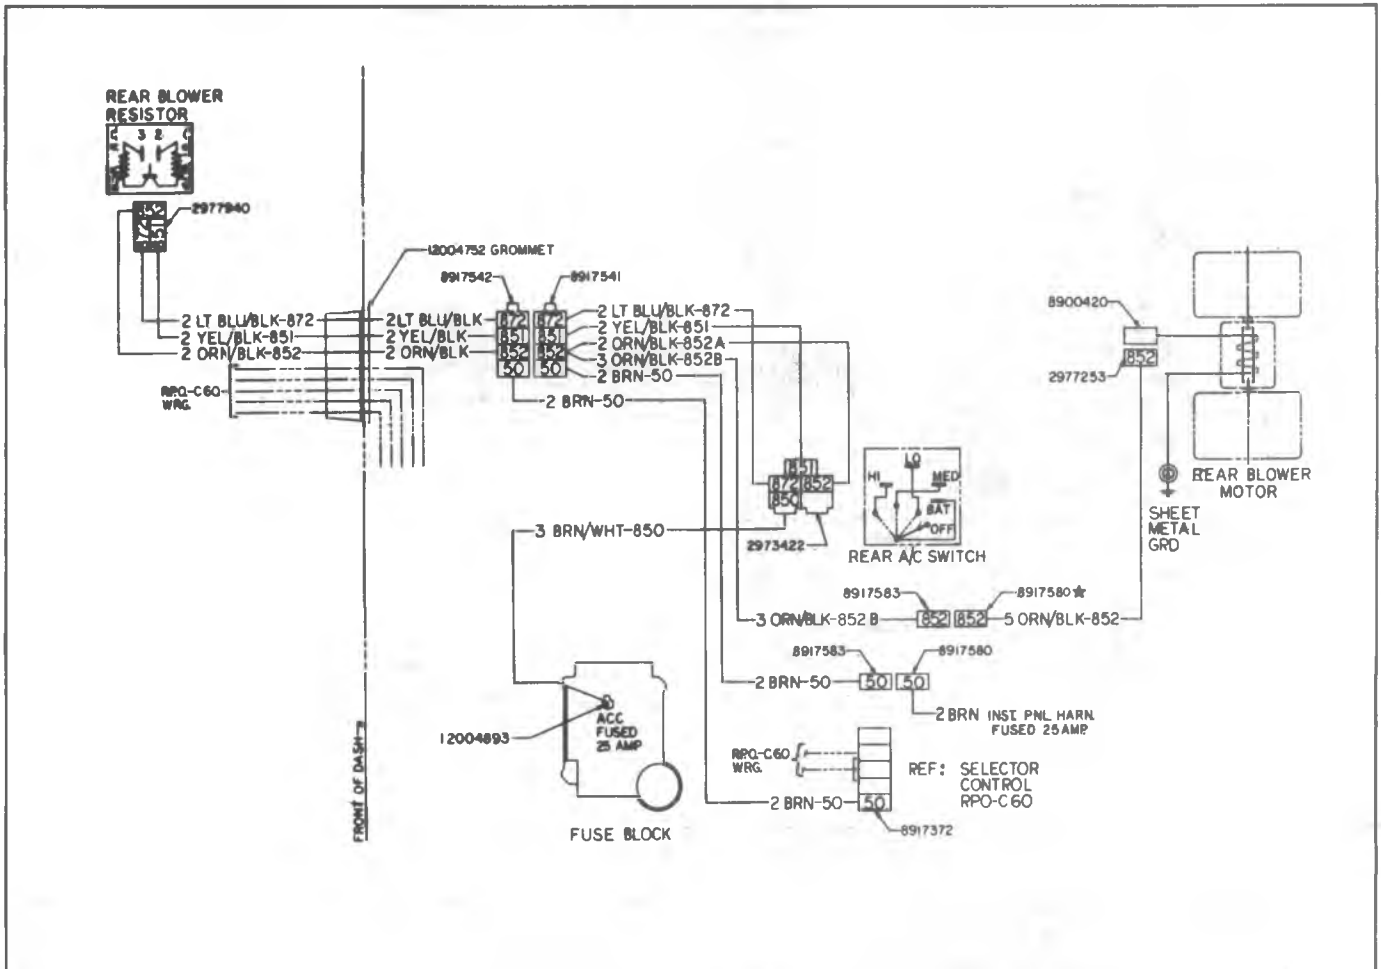 REAR BLOWER
RESISTOR
3 2
2977940
872 851
12004752 GROMMET
8917542
8917541
2 LT BLU/BLK-872
2 YEL/BLK-851
2 ORN/BLK-852
2 LT BLU/BLK
2 YEL/BLK
2 ORN/BLK
872
851
852
50
872
851
852
50
2 LT BLU/BLK-872
2 YEL/BLK-851
2 ORN/BLK-852A
3 ORN/BLK-852B
2 BRN-50
2 BRN-50
RPO-C60
WRG.
8900420
852
2977253
REAR BLOWER
MOTOR
SHEET
METAL
GRD
851
872 852
850
2973422
LO
HI
MED
BAT
OFF
REAR A/C SWITCH
3 BRN/WHT-850
8917583
8917580★
3 ORN/BLK-852 B
852 852
5 ORN/BLK-852
8917583
8917580
2 BRN-50
50 50
2 BRN INST. PNL. HARN.
FUSED 25 AMP.
ACC
FUSED
25 AMP
12004893
FUSE BLOCK
FRONT OF DASH
RPO-C60
WRG.
REF: SELECTOR
CONTROL
RPO-C60
2 BRN-50
50
8917372